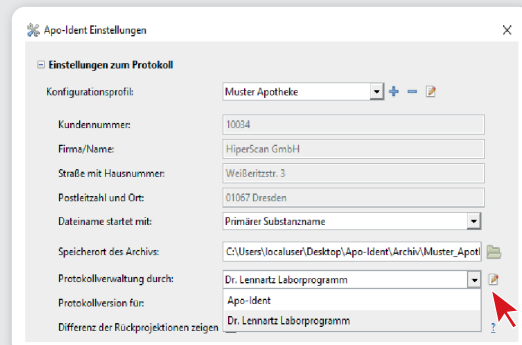 Apo-Ident Einstellungen
Einstellungen zum Protokoll
Konfigurationsprofil: Muster Apotheke
Kundennummer: 10034
Firma/Name: HiperScan GmbH
Straße mit Hausnummer: Weißeritzstr. 3
Postleitzahl und Ort: 01067 Dresden
Dateiname startet mit: Primärer Substanzname
Speicherort des Archivs: C:\Users\localuser\Desktop\Apo-Ident\Archiv\Muster_Apoth
Protokollverwaltung durch: Dr. Lennartz Laborprogramm
Apo-Ident
Protokollversion für:
Dr. Lennartz Laborprogramm
Differenz der Rückprojektionen zeigen ?